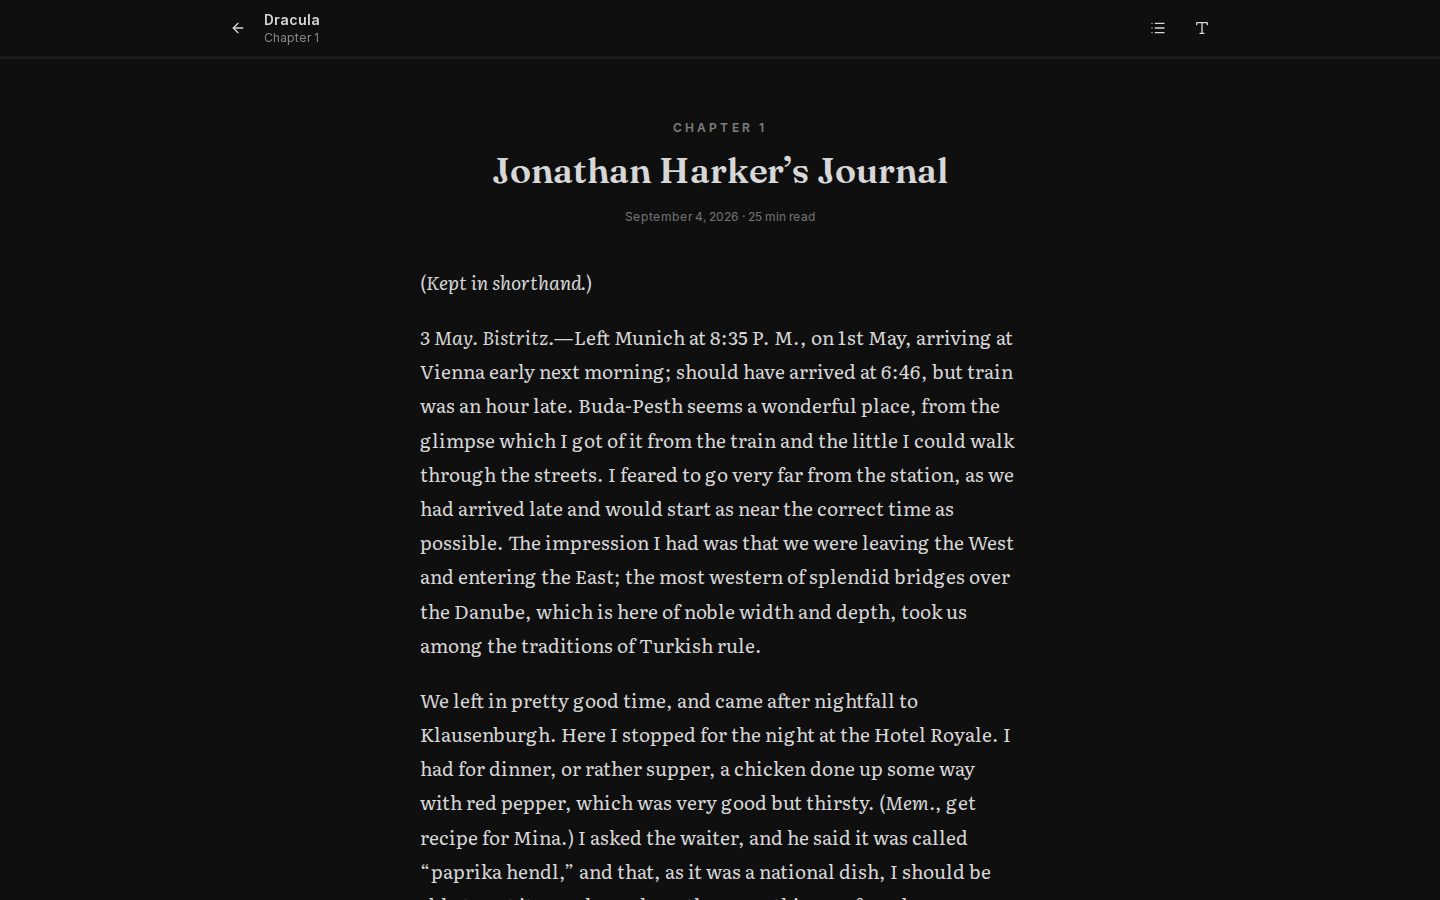 Dracula
Chapter 1
CHAPTER 1
Jonathan Harker’s Journal
September 4, 2026 · 25 min read
(Kept in shorthand.)
3 May. Bistritz.—Left Munich at 8:35 P. M., on 1st May, arriving at
Vienna early next morning; should have arrived at 6:46, but train
was an hour late. Buda-Pesth seems a wonderful place, from the
glimpse which I got of it from the train and the little I could walk
through the streets. I feared to go very far from the station, as we
had arrived late and would start as near the correct time as
possible. The impression I had was that we were leaving the West
and entering the East; the most western of splendid bridges over
the Danube, which is here of noble width and depth, took us
among the traditions of Turkish rule.
We left in pretty good time, and came after nightfall to
Klausenburgh. Here I stopped for the night at the Hotel Royale. I
had for dinner, or rather supper, a chicken done up some way
with red pepper, which was very good but thirsty. (Mem., get
recipe for Mina.) I asked the waiter, and he said it was called
“paprika hendl,” and that, as it was a national dish, I should be